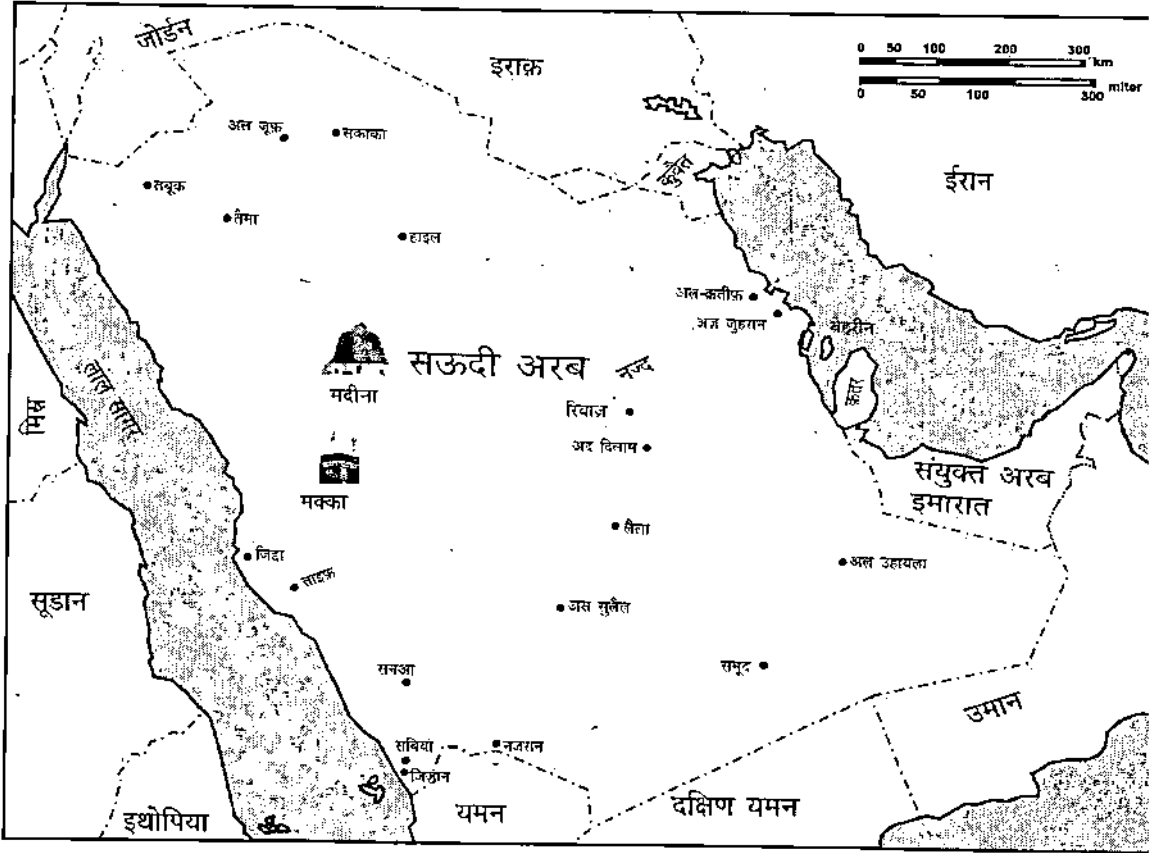 जोर्डन
इराक़
0 50 100 200 300
km
miter
0 50 100 300
अल जूफ़
सकाका
कुवैत
ईरान
तबूक
तैमा
हाइल
अल-क़तीफ़
अज़ जुहरान
बेहरीन
सऊदी अरब
नज्द
क़तर
मदीना
रियाज़
लाल सागर
मिस्र
अद दिलाम
संयुक्त अरब
इमारात
मक्का
लैला
जिद्दा
ताइफ़
अल उहायला
सूडान
अस सुलैल
सनआ
समूद
उमान
सबिया
नजरान
जिज़ान
इथोपिया
यमन
दक्षिण यमन